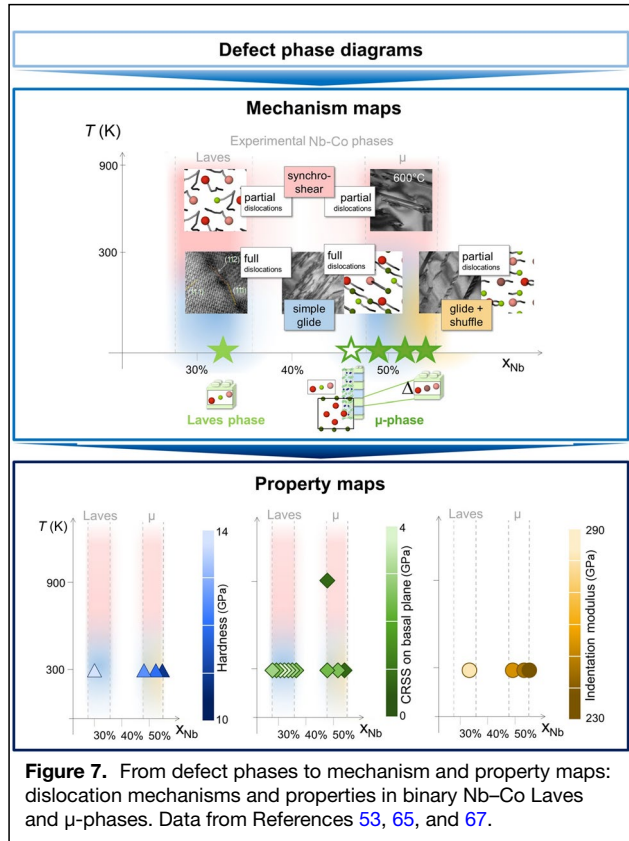 Defect phase diagrams
Mechanism maps
T (K)
Experimental Nb-Co phases
Laves
μ
900
synchro-
shear
600°C
partial
dislocations
partial
dislocations
300
full
dislocations
full
dislocations
partial
dislocations
simple
glide
glide +
shuffle
30%
40%
50%
xNb
Δ
Laves phase
μ-phase
Property maps
T (K)
Laves
μ
900
300
30% 40% 50%
xNb
14
Hardness (GPa)
10
Laves
μ
30% 40% 50%
xNb
4
CRSS on basal plane (GPa)
0
Laves
μ
30% 40% 50%
xNb
290
Indentation modulus (GPa)
230
Figure 7. From defect phases to mechanism and property maps:
dislocation mechanisms and properties in binary Nb–Co Laves
and μ-phases. Data from References 53, 65, and 67.